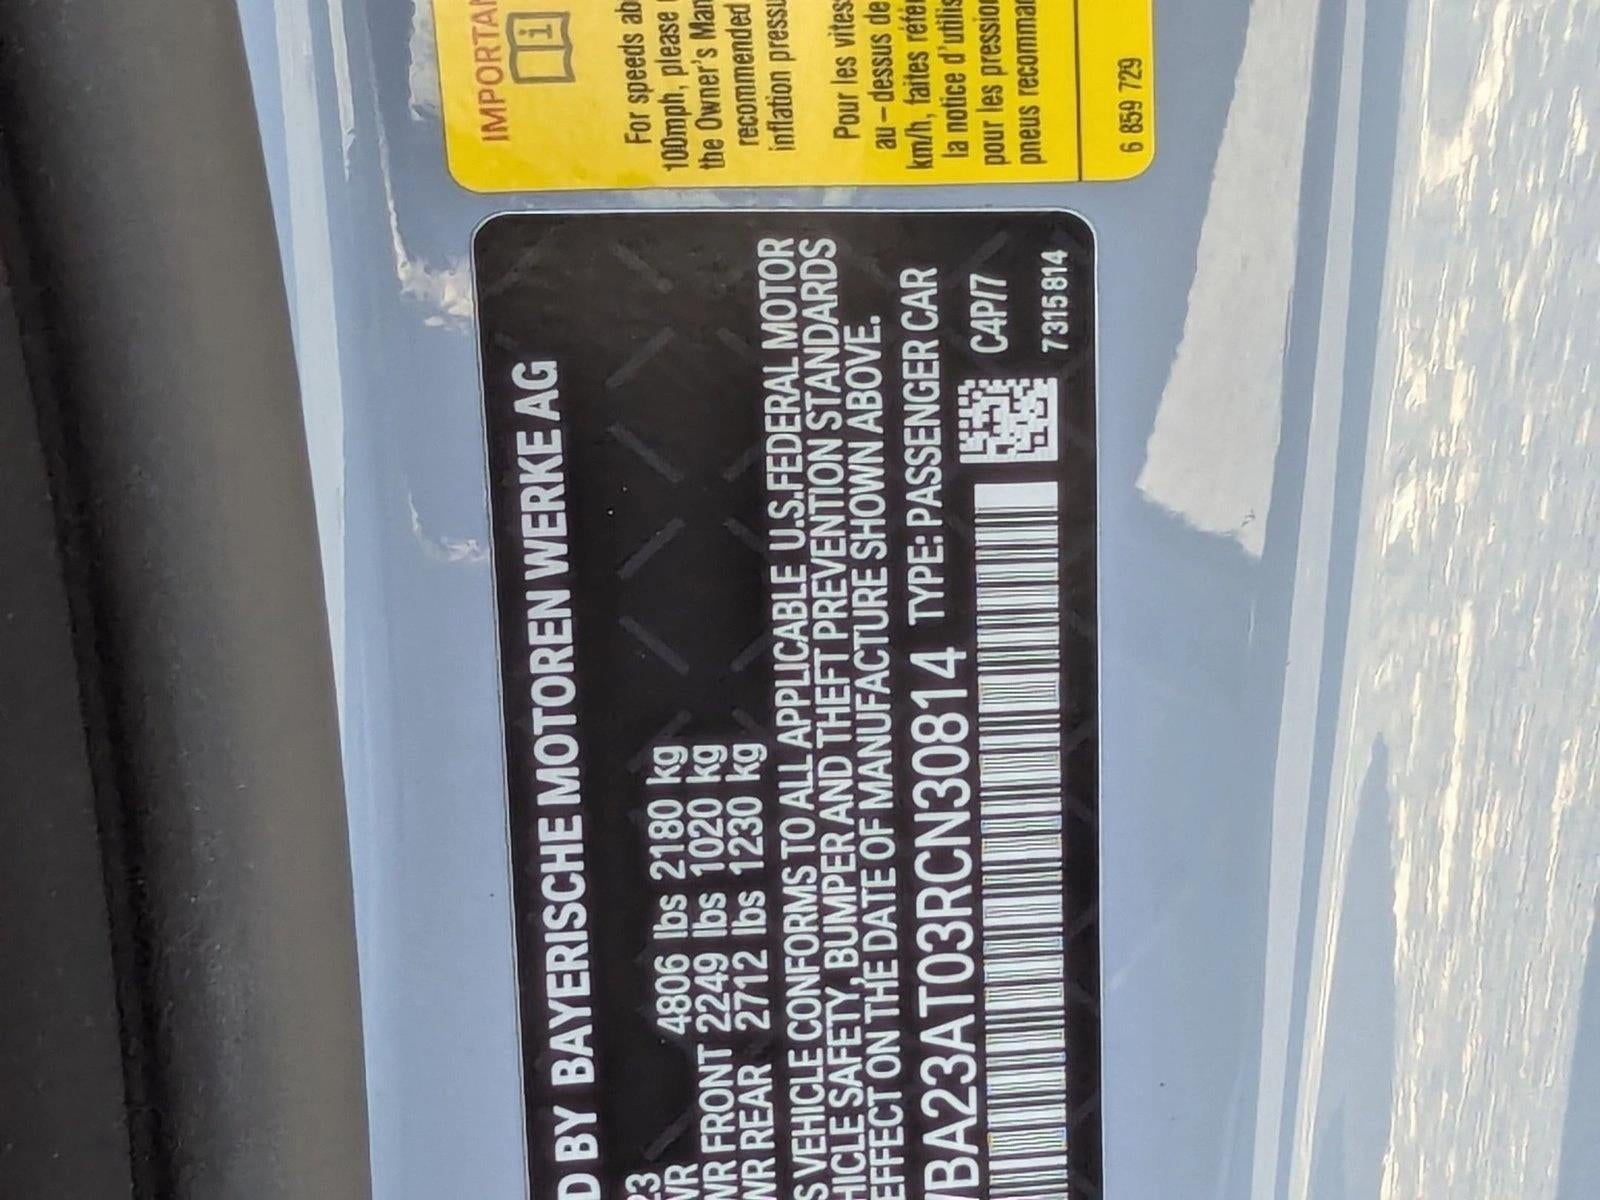 IMPORTAN
For speeds ab
100mph, please
the Owner's Man
recommended
inflation pressu
Pour les vites
au-dessus de
km/h, faites réfé
la notice d'utilis
pour les pression
pneus recomman
6 859 729
D BY BAYERISCHE MOTOREN WERKE AG
23
WR 4806 lbs 2180 kg
WR FRONT 2249 lbs 1020 kg
WR REAR 2712 lbs 1230 kg
S VEHICLE CONFORMS TO ALL APPLICABLE U.S.FEDERAL MOTOR
HICLE SAFETY, BUMPER AND THEFT PREVENTION STANDARDS
EFFECT ON THE DATE OF MANUFACTURE SHOWN ABOVE.
WBA23AT03RCN30814 TYPE: PASSENGER CAR
C4P/7
7315814